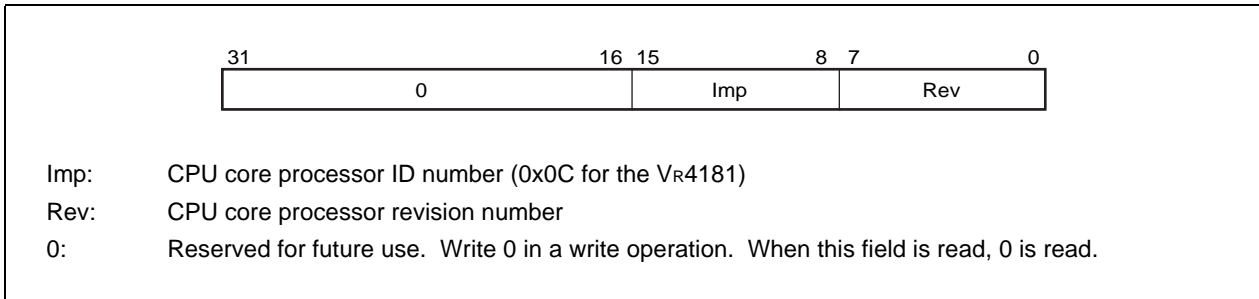 31 16 15 8 7 0
0 Imp Rev
Imp: CPU core processor ID number (0x0C for the VR4181)
Rev: CPU core processor revision number
0: Reserved for future use. Write 0 in a write operation. When this field is read, 0 is read.